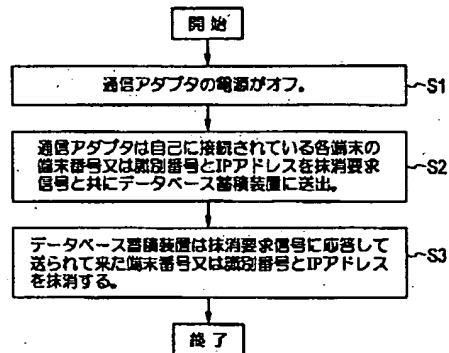 開始
通信アダプタの電源がオフ。
S1
通信アダプタは自己に接続されている各端末の
端末番号又は識別番号とIPアドレスを抹消要求
信号と共にデータベース蓄積装置に送出。
S2
データベース蓄積装置は抹消要求信号に応答して
送られて来た端末番号又は識別番号とIPアドレス
を抹消する。
S3
終了